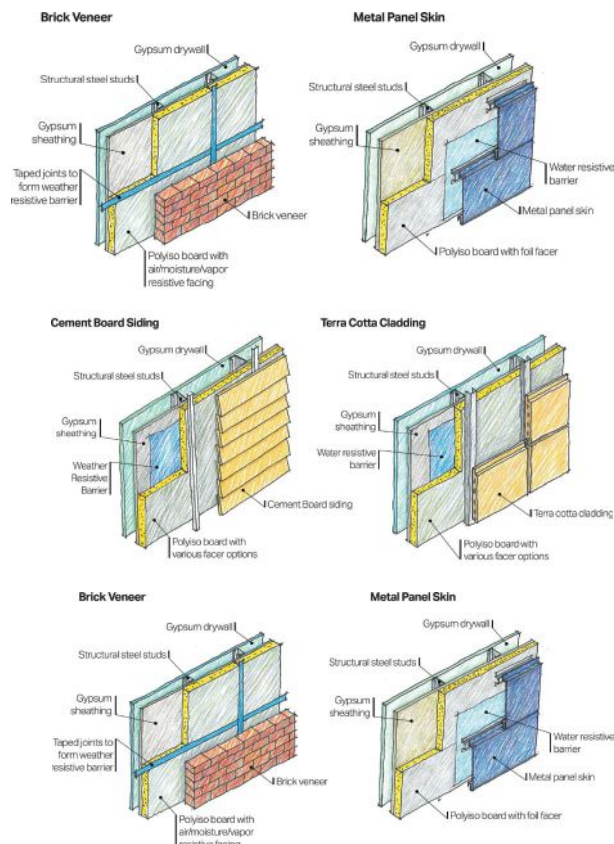 Brick Veneer
Gypsum drywall
Structural steel studs
Gypsum
sheathing
Taped joints to
form weather
resistive barrier
Brick veneer
Polyiso board with
air/moisture/vapor
resistive facing
Metal Panel Skin
Gypsum drywall
Structural steel studs
Gypsum
sheathing
Water resistive
barrier
Metal panel skin
Polyiso board with foil facer
Cement Board Siding
Gypsum drywall
Structural steel studs
Gypsum
sheathing
Weather
Resistive
Barrier
Cement Board siding
Polyiso board with
various facer options
Terra Cotta Cladding
Gypsum drywall
Structural steel studs
Gypsum
sheathing
Water resistive
barrier
Terra cotta cladding
Polyiso board with
various facer options
Brick Veneer
Gypsum drywall
Structural steel studs
Gypsum
sheathing
Taped joints to
form weather
resistive barrier
Brick veneer
Polyiso board with
air/moisture/vapor
resistive facing
Metal Panel Skin
Gypsum drywall
Structural steel studs
Gypsum
sheathing
Water resistive
barrier
Metal panel skin
Polyiso board with foil facer